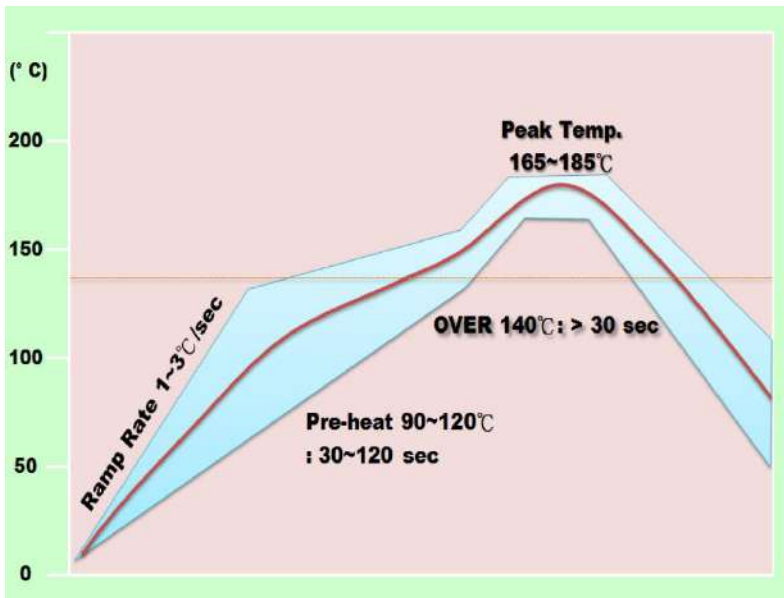 (° C)
200
150
100
50
0
Peak Temp.
165~185℃
Ramp Rate 1~3℃/sec
OVER 140℃: > 30 sec
Pre-heat 90~120℃
: 30~120 sec